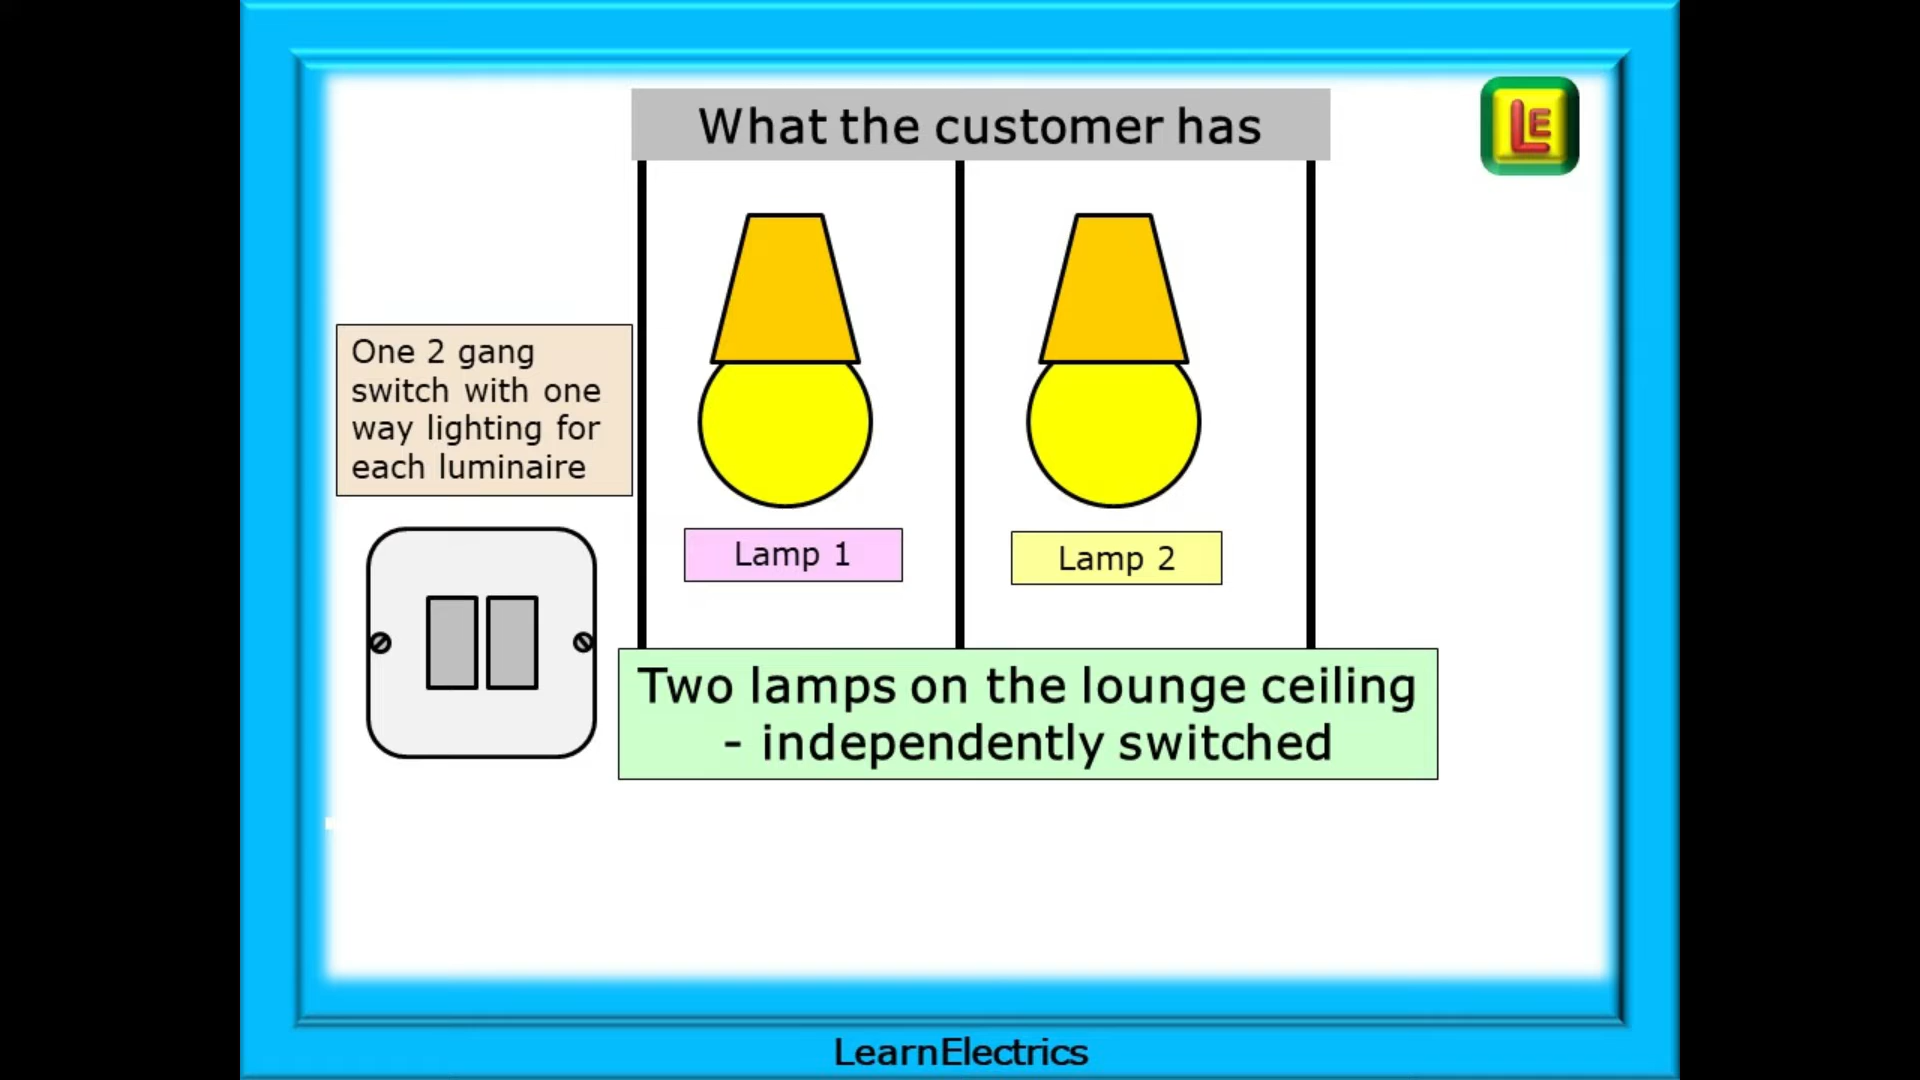 What the customer has
LE
One 2 gang
switch with one
way lighting for
each luminaire
Lamp 1
Lamp 2
Two lamps on the lounge ceiling
- independently switched
LearnElectrics